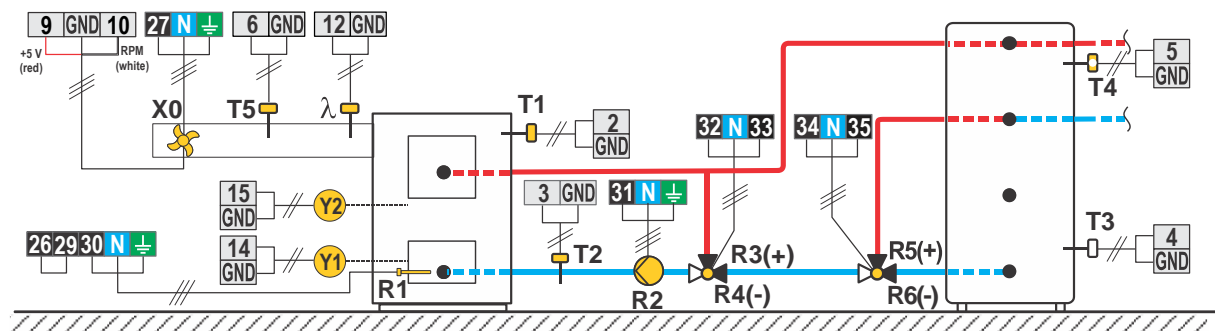 9 GND 10
27 N
6 GND
12 GND
+5 V
(red)
RPM
(white)
X0
T5
λ
T1
2
GND
32 N 33
34 N 35
T4
5
GND
15
GND
Y2
3 GND
31 N
14
GND
Y1
26 29 30 N
R1
T2
R2
R3(+)
R4(-)
R5(+)
R6(-)
T3
4
GND